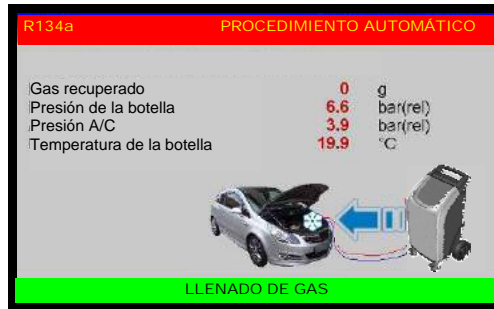 R134a PROCEDIMIENTO AUTOMÁTICO
Gas recuperado 0 g
Presión de la botella 6.6 bar(rel)
Presión A/C 3.9 bar(rel)
Temperatura de la botella 19.9 °C
LLENADO DE GAS